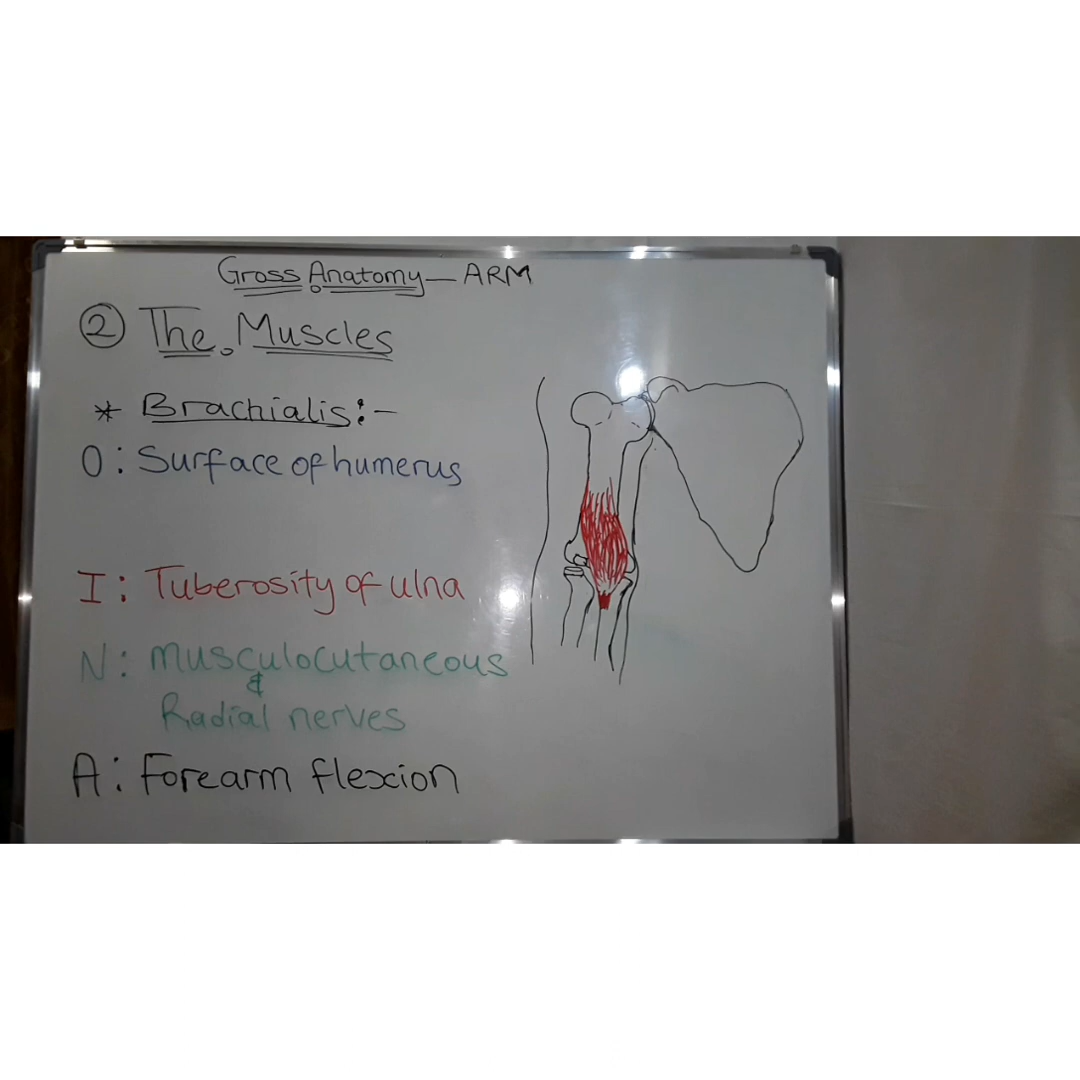 Gross Anatomy — ARM
② The Muscles
* Brachialis:-
O: Surface of humerus
I: Tuberosity of ulna
N: Musculocutaneous
&
Radial nerves
A: Forearm flexion